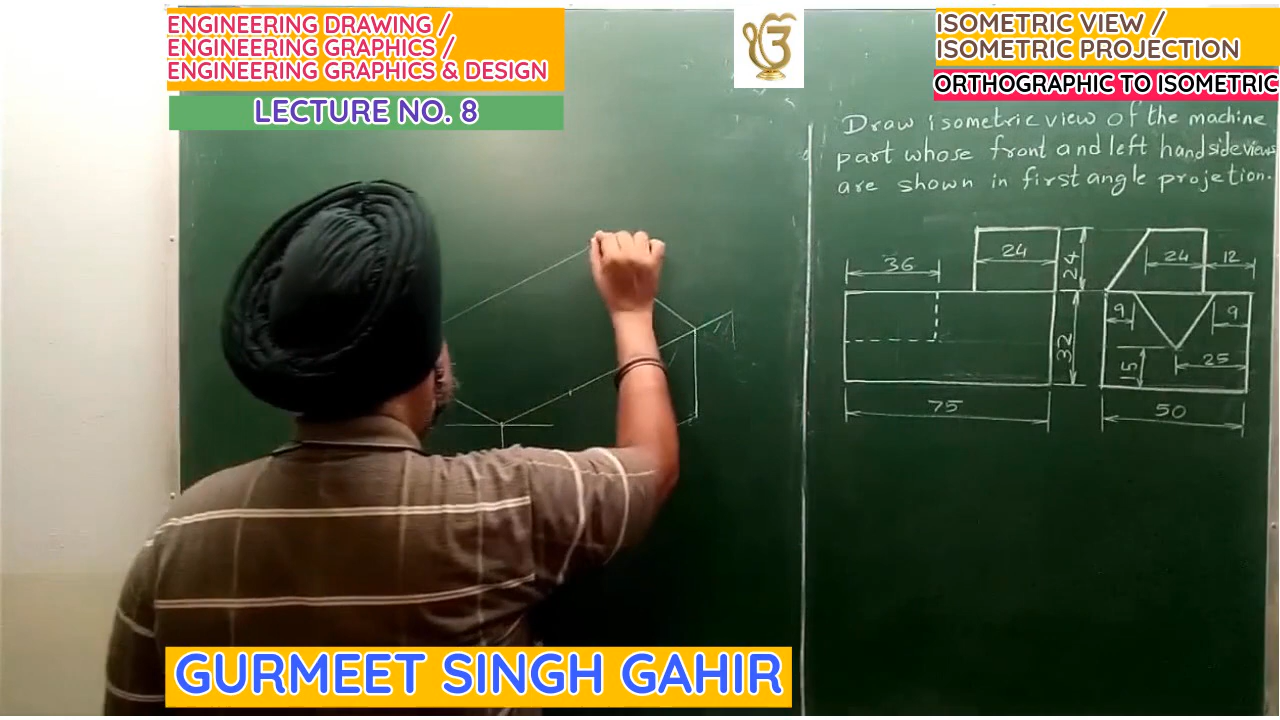 ENGINEERING DRAWING /
ENGINEERING GRAPHICS /
ENGINEERING GRAPHICS & DESIGN
LECTURE NO. 8
ੴ
ISOMETRIC VIEW /
ISOMETRIC PROJECTION
ORTHOGRAPHIC TO ISOMETRIC
Draw isometric view of the machine
part whose front and left hand side views
are shown in first angle projetion.
36
24
24
24
12
9
9
32
15
25
75
50
GURMEET SINGH GAHIR